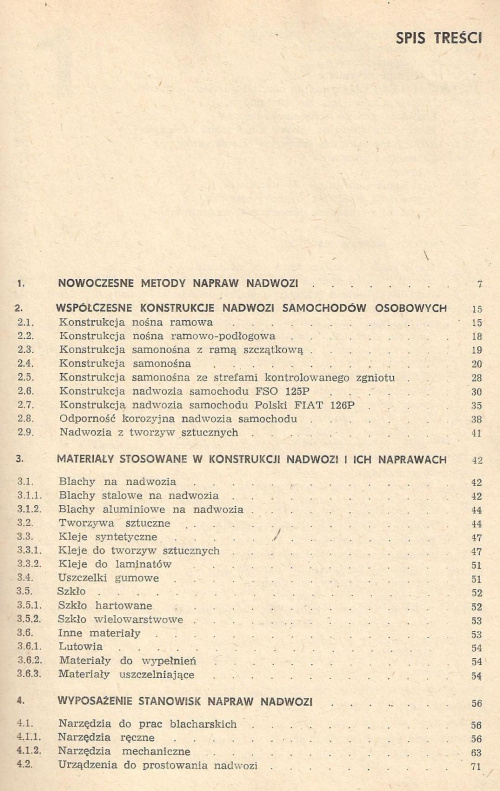 SPIS TREŚCI
1. NOWOCZESNE METODY NAPRAW NADWOZI . . . . . . . 7
2. WSPÓŁCZESNE KONSTRUKCJE NADWOZI SAMOCHODÓW OSOBOWYCH 15
2.1. Konstrukcja nośna ramowa . . . . . . . . . 15
2.2. Konstrukcja nośna ramowo-podłogowa . . . . . . . 18
2.3. Konstrukcja samonośna z ramą szczątkową . . . . . . 19
2.4. Konstrukcja samonośna . . . . . . . . . . 20
2.5. Konstrukcja samonośna ze strefami kontrolowanego zgniotu . . 28
2.6. Konstrukcja nadwozia samochodu FSO 125P . . . . . . 30
2.7. Konstrukcją nadwozia samochodu Polski FIAT 126P . . . . 35
2.8. Odporność korozyjna nadwozia samochodu . . . . . . 38
2.9. Nadwozia z tworzyw sztucznych . . . . . . . . 41
3. MATERIAŁY STOSOWANE W KONSTRUKCJI NADWOZI I ICH NAPRAWACH 42
3.1. Blachy na nadwozia . . . . . . . . . . 42
3.1.1. Blachy stalowe na nadwozia . . . . . . . . . 42
3.1.2. Blachy aluminiowe na nadwozia . . . . . . . . 44
3.2. Tworzywa sztuczne . . . . . . . . . . 44
3.3. Kleje syntetyczne . . . . . . . . . . 47
3.3.1. Kleje do tworzyw sztucznych . . . . . . . . . 47
3.3.2. Kleje do laminatów . . . . . . . . . . 51
3.4. Uszczelki gumowe . . . . . . . . . . . 51
3.5. Szkło . . . . . . . . . . . . . 52
3.5.1. Szkło hartowane . . . . . . . . . . . 52
3.5.2. Szkło wielowarstwowe . . . . . . . . . . 53
3.6. Inne materiały . . . . . . . . . . . 53
3.6.1. Lutowia . . . . . . . . . . . . 54
3.6.2. Materiały do wypełnień . . . . . . . . . 54
3.6.3. Materiały uszczelniające . . . . . . . . . 54
4. WYPOSAŻENIE STANOWISK NAPRAW NADWOZI . . . . . . 56
4.1. Narzędzia do prac blacharskich . . . . . . . . 56
4.1.1. Narzędzia ręczne . . . . . . . . . . . 56
4.1.2. Narzędzia mechaniczne . . . . . . . . . . 63
4.2. Urządzenia do prostowania nadwozi . . . . . . . 71